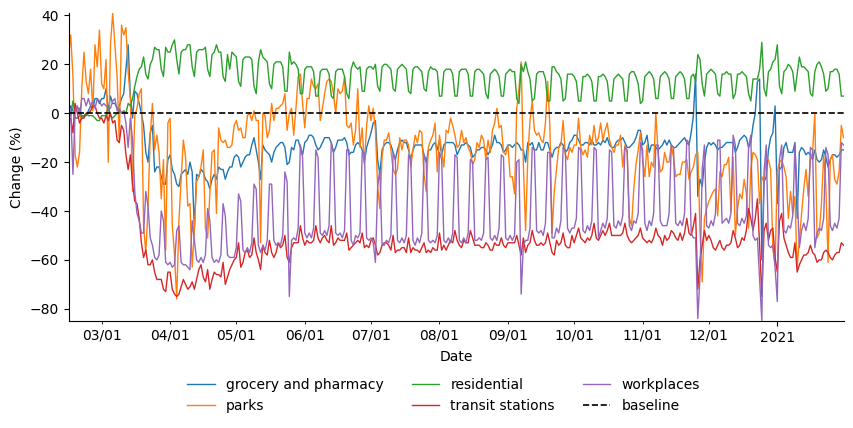 40
20
0
−20
−40
−60
−80
Change (%)
03/01 04/01 05/01 06/01 07/01 08/01 09/01 10/01 11/01 12/01 2021
Date
grocery and pharmacy residential workplaces
parks transit stations baseline